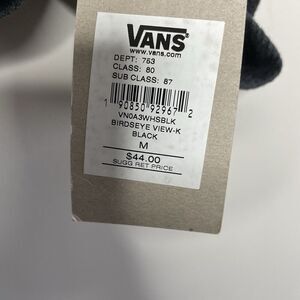 VANS
www.vans.com
DEPT: 753
CLASS: 80
SUB CLASS: 87
1 90850 92967 2
VN0A3WHSBLK
BIRDSEYE VIEW-K
BLACK
M
$44.00
SUGG RET PRICE